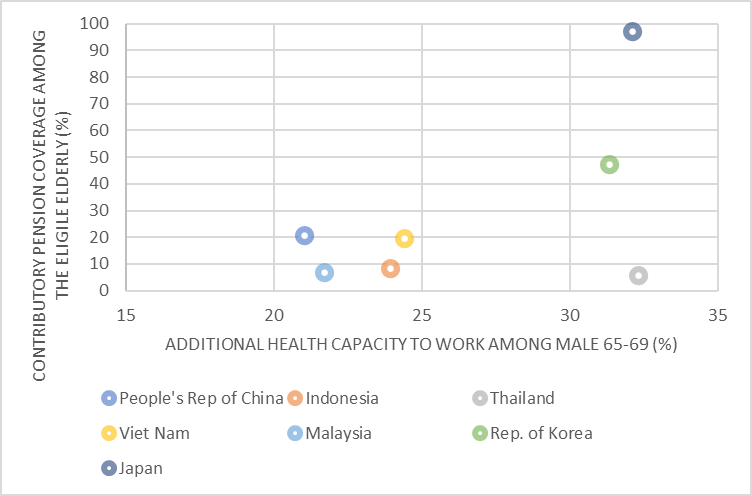 CONTRIBUTORY PENSION COVERAGE AMONG
THE ELIGILE ELDERLY (%)
100
90
80
70
60
50
40
30
20
10
0
15 20 25 30 35
ADDITIONAL HEALTH CAPACITY TO WORK AMONG MALE 65-69 (%)
People's Rep of China Indonesia Thailand
Viet Nam Malaysia Rep. of Korea
Japan